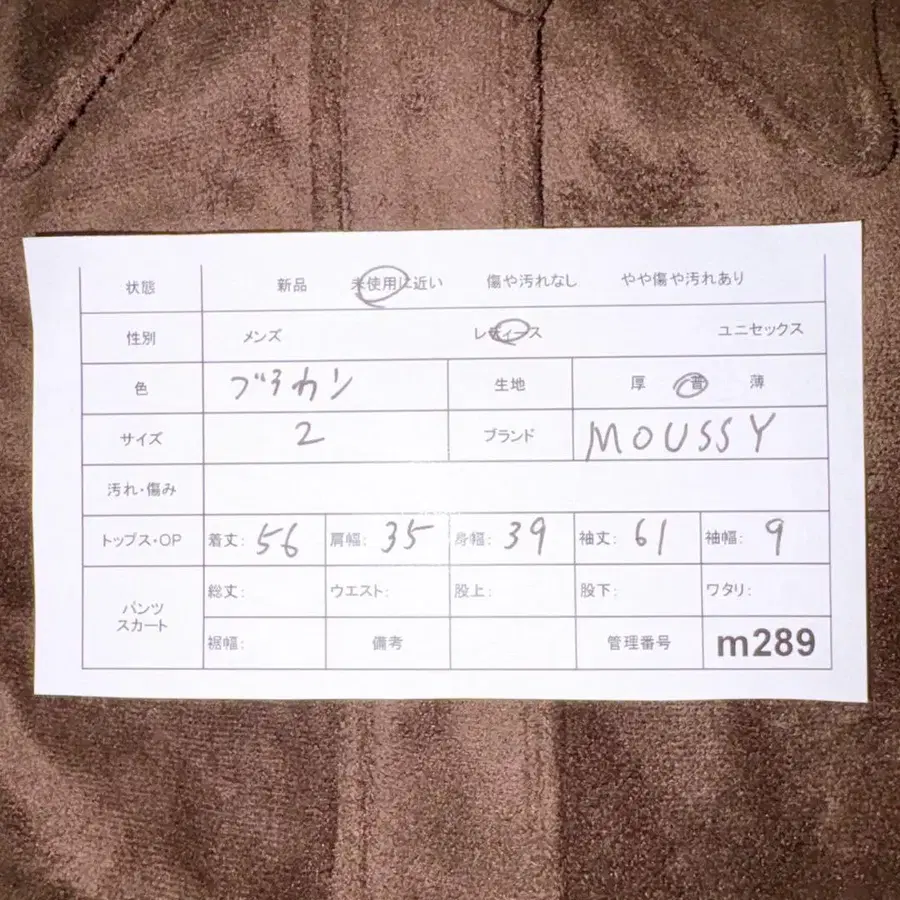 状態 新品 未使用に近い 傷や汚れなし やや傷や汚れあり
性別 メンズ レディース ユニセックス
色 ブラウン 生地 厚 普 薄
サイズ 2 ブランド MOUSSY
汚れ・傷み
トップス・OP 着丈: 56 肩幅: 35 身幅: 39 袖丈: 61 袖幅: 9
パンツ スカート 総丈: ウエスト: 股上: 股下: ワタリ:
裾幅: 備考 管理番号 m289